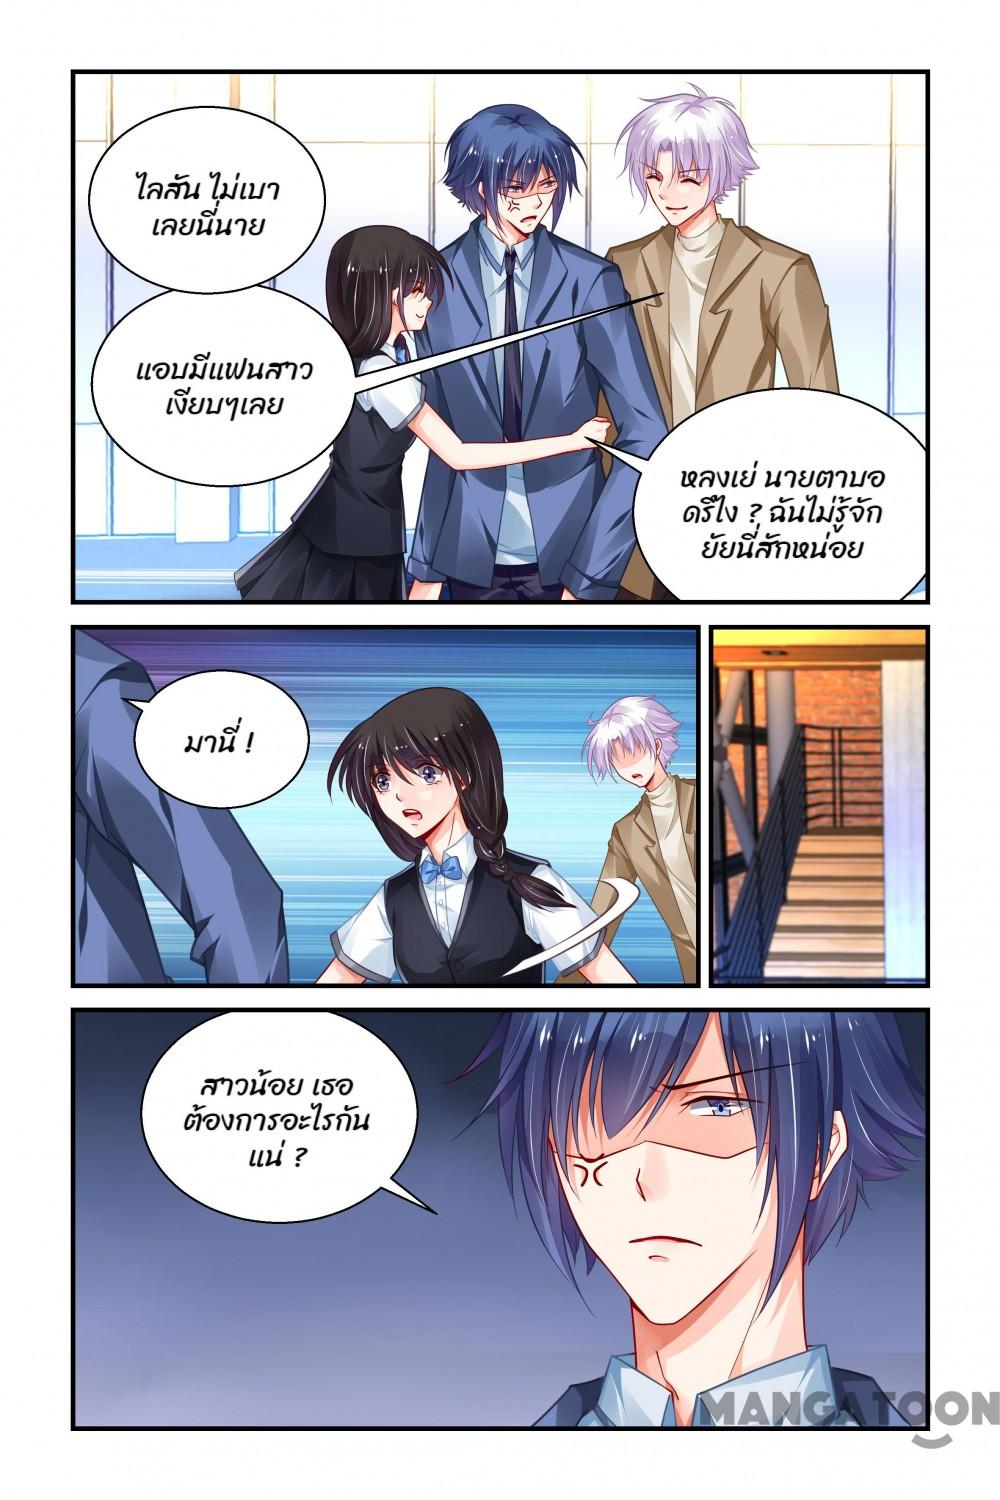 ไลสัน ไม่เบา
เลยนี่นาย
แอบมีแฟนสาว
เงียบๆเลย
หลงเย่ นายตาบอ
ดรึไง ? ฉันไม่รู้จัก
ยัยนี่สักหน่อย
มานี่ !
สาวน้อย เธอ
ต้องการอะไรกัน
แน่ ?
MANGATOON